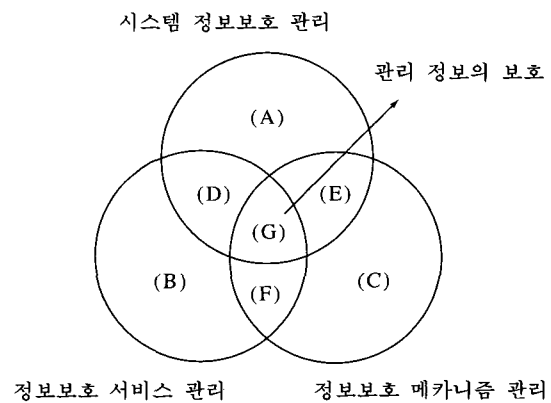 시스템 정보보호 관리
관리 정보의 보호
(A)
(D)
(E)
(G)
(B)
(F)
(C)
정보보호 서비스 관리
정보보호 메카니즘 관리